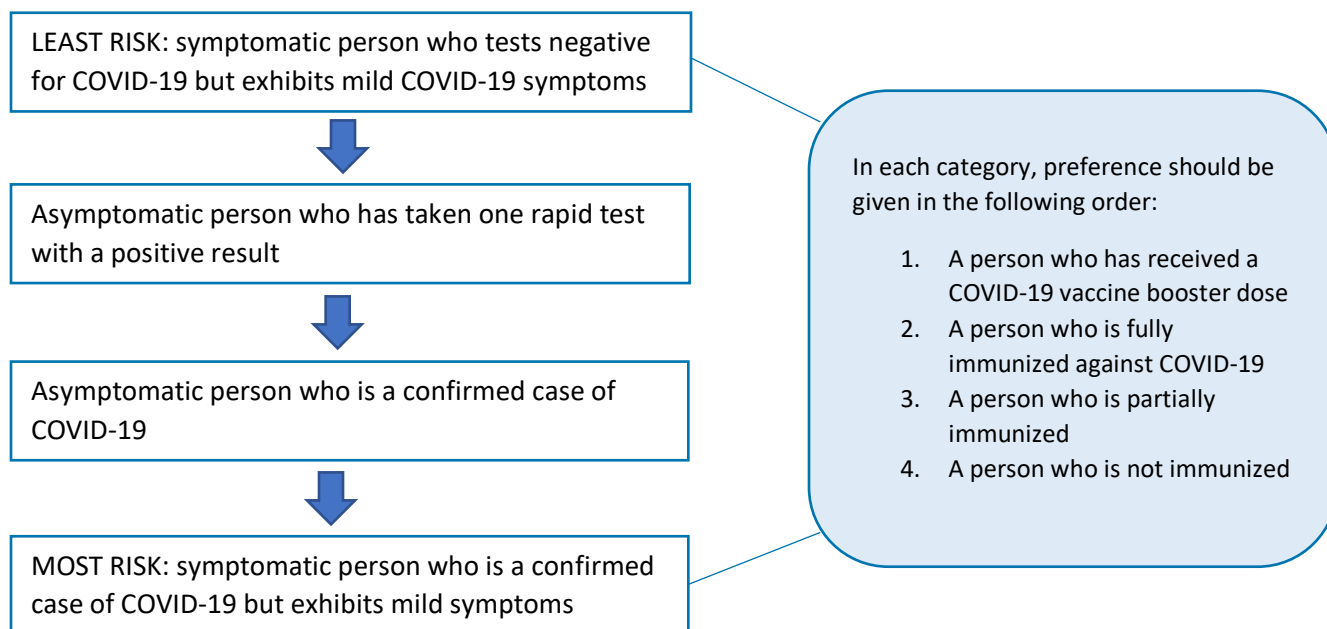 LEAST RISK: symptomatic person who tests negative
for COVID-19 but exhibits mild COVID-19 symptoms
Asymptomatic person who has taken one rapid test
with a positive result
Asymptomatic person who is a confirmed case of
COVID-19
MOST RISK: symptomatic person who is a confirmed
case of COVID-19 but exhibits mild symptoms
In each category, preference should be
given in the following order:
1. A person who has received a
COVID-19 vaccine booster dose
2. A person who is fully
immunized against COVID-19
3. A person who is partially
immunized
4. A person who is not immunized